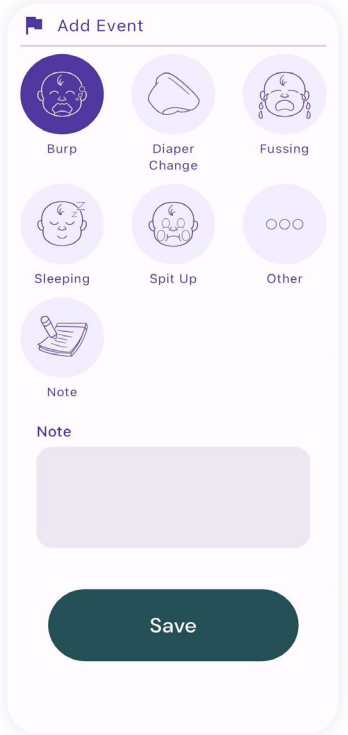 Add Event
Burp
Diaper
Change
Fussing
Sleeping
Spit Up
Other
Note
Note
Save